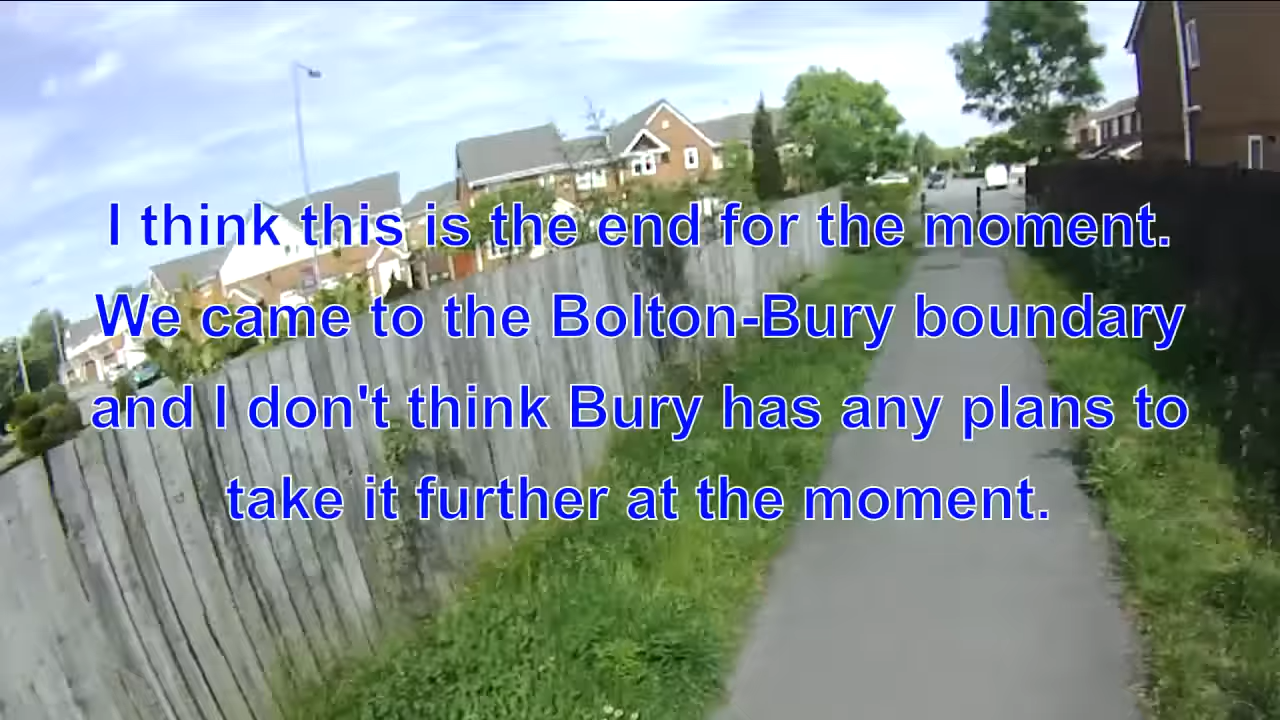 I think this is the end for the moment.
We came to the Bolton-Bury boundary
and I don't think Bury has any plans to
take it further at the moment.